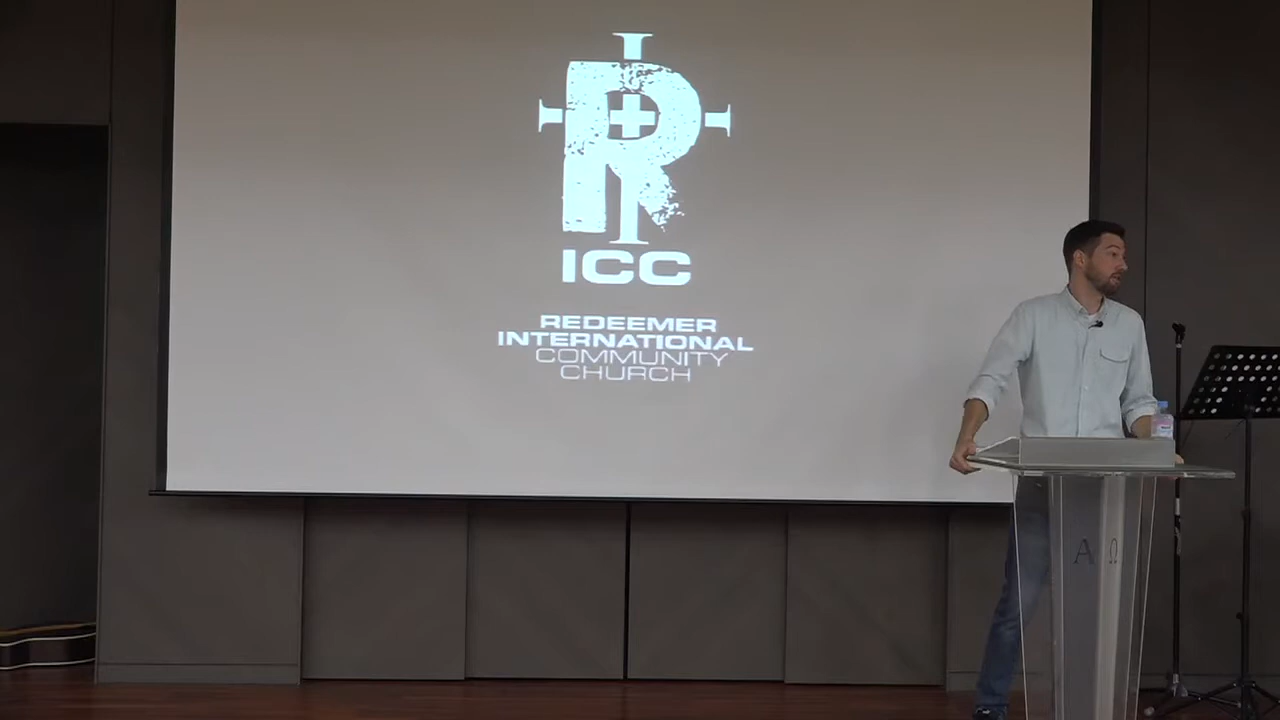 R
ICC
REDEEMER
INTERNATIONAL
COMMUNITY
CHURCH
Α Ω